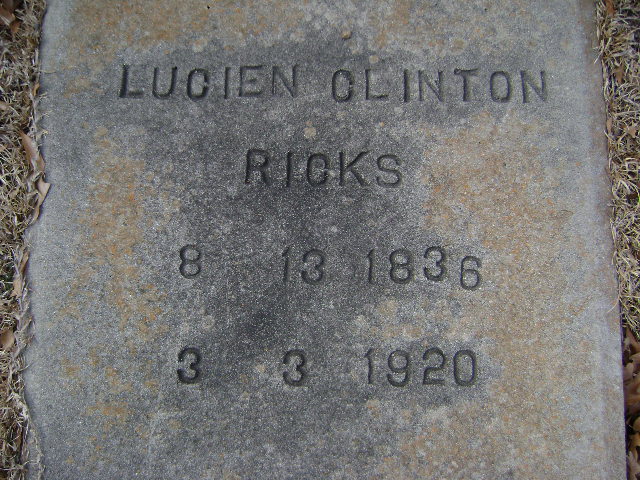 LUCIEN CLINTON
RICKS
8 13 1836
3 3 1920